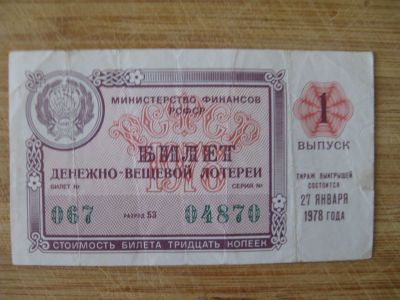 МИНИСТЕРСТВО ФИНАНСОВ
РСФСР
БИЛЕТ
1978
ДЕНЕЖНО-ВЕЩЕВОЙ ЛОТЕРЕИ
БИЛЕТ № СЕРИЯ №
067 РАЗРЯД 53 04870
СТОИМОСТЬ БИЛЕТА ТРИДЦАТЬ КОПЕЕК
1
ВЫПУСК
ТИРАЖ ВЫИГРЫШЕЙ
СОСТОИТСЯ
27 ЯНВАРЯ
1978 ГОДА